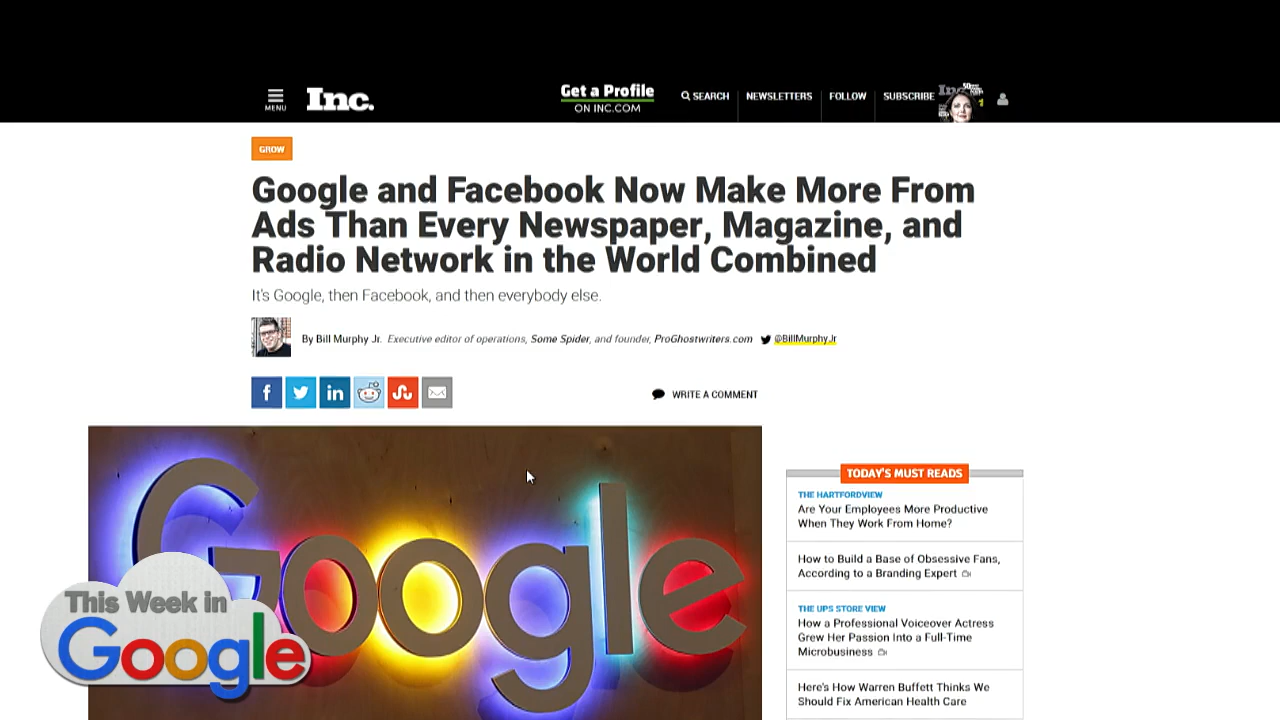 MENU
Inc.
Get a Profile
ON INC.COM
SEARCH
NEWSLETTERS
FOLLOW
SUBSCRIBE
GROW
Google and Facebook Now Make More From
Ads Than Every Newspaper, Magazine, and
Radio Network in the World Combined
It's Google, then Facebook, and then everybody else.
By Bill Murphy Jr. Executive editor of operations, Some Spider, and founder, ProGhostwriters.com @BillMurphyJr
WRITE A COMMENT
Google
This Week in
Google
TODAY'S MUST READS
THE HARTFORDVIEW
Are Your Employees More Productive
When They Work From Home?
How to Build a Base of Obsessive Fans,
According to a Branding Expert
THE UPS STORE VIEW
How a Professional Voiceover Actress
Grew Her Passion Into a Full-Time
Microbusiness
Here's How Warren Buffett Thinks We
Should Fix American Health Care